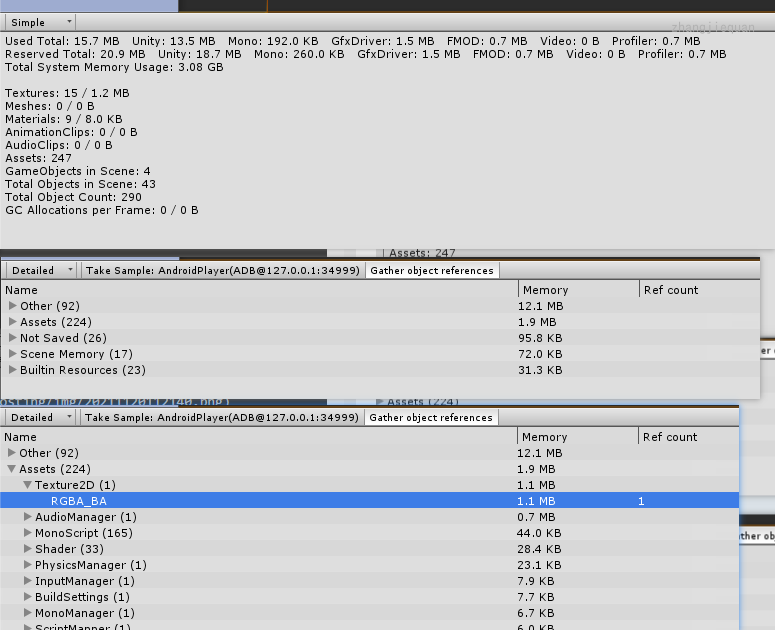 Simple
zhangjiequan
Used Total: 15.7 MB Unity: 13.5 MB Mono: 192.0 KB GfxDriver: 1.5 MB FMOD: 0.7 MB Video: 0 B Profiler: 0.7 MB
Reserved Total: 20.9 MB Unity: 18.7 MB Mono: 260.0 KB GfxDriver: 1.5 MB FMOD: 0.7 MB Video: 0 B Profiler: 0.7 MB
Total System Memory Usage: 3.08 GB
Textures: 15 / 1.2 MB
Meshes: 0 / 0 B
Materials: 9 / 8.0 KB
AnimationClips: 0 / 0 B
AudioClips: 0 / 0 B
Assets: 247
GameObjects in Scene: 4
Total Objects in Scene: 43
Total Object Count: 290
GC Allocations per Frame: 0 / 0 B
Assets: 247
Detailed Take Sample: AndroidPlayer(ADB@127.0.0.1:34999) Gather object references
Name Memory Ref count
Other (92) 12.1 MB
Assets (224) 1.9 MB
Not Saved (26) 95.8 KB
Scene Memory (17) 72.0 KB
Builtin Resources (23) 31.3 KB
Assets (224)
Detailed Take Sample: AndroidPlayer(ADB@127.0.0.1:34999) Gather object references
Name Memory Ref count
Other (92) 12.1 MB
Assets (224) 1.9 MB
Texture2D (1) 1.1 MB
RGBA_BA 1.1 MB 1
AudioManager (1) 0.7 MB
MonoScript (165) 44.0 KB
Shader (33) 28.4 KB
PhysicsManager (1) 23.1 KB
InputManager (1) 7.9 KB
BuildSettings (1) 7.7 KB
MonoManager (1) 6.7 KB
ScriptMapper (1) 6.0 KB